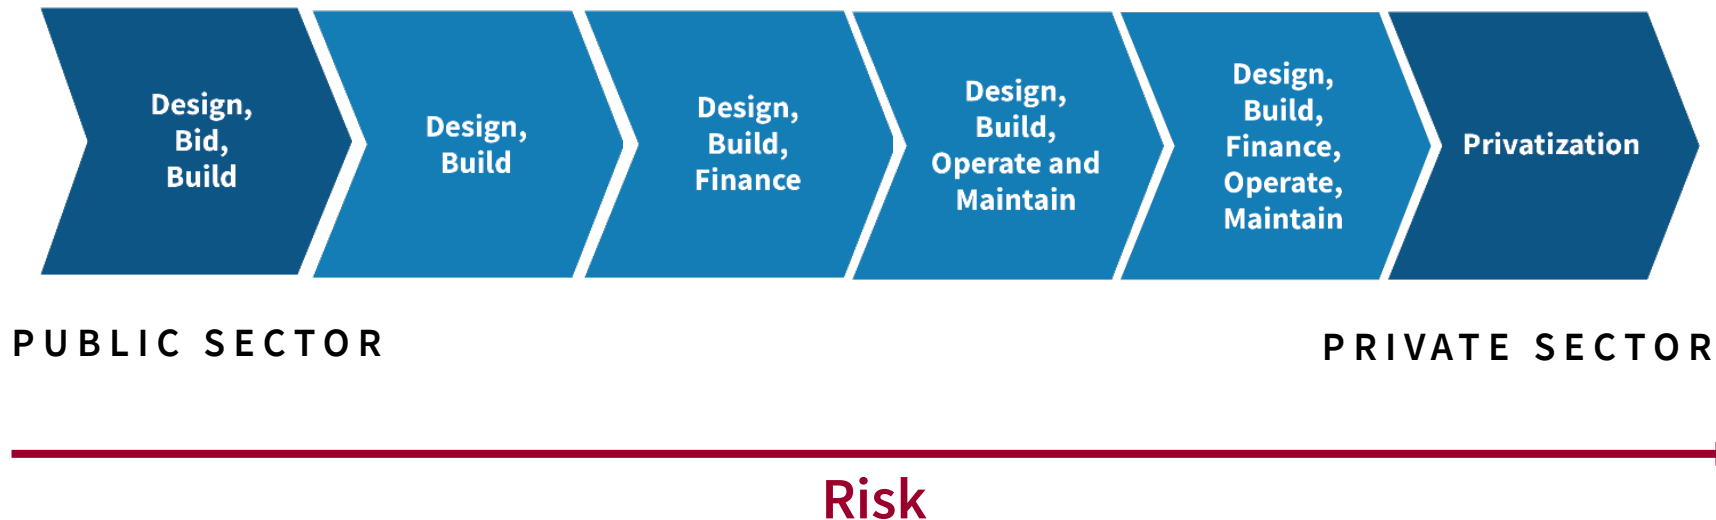 Design,
Bid,
Build
Design,
Build
Design,
Build,
Finance
Design,
Build,
Operate and
Maintain
Design,
Build,
Finance,
Operate,
Maintain
Privatization
PUBLIC SECTOR
PRIVATE SECTOR
Risk